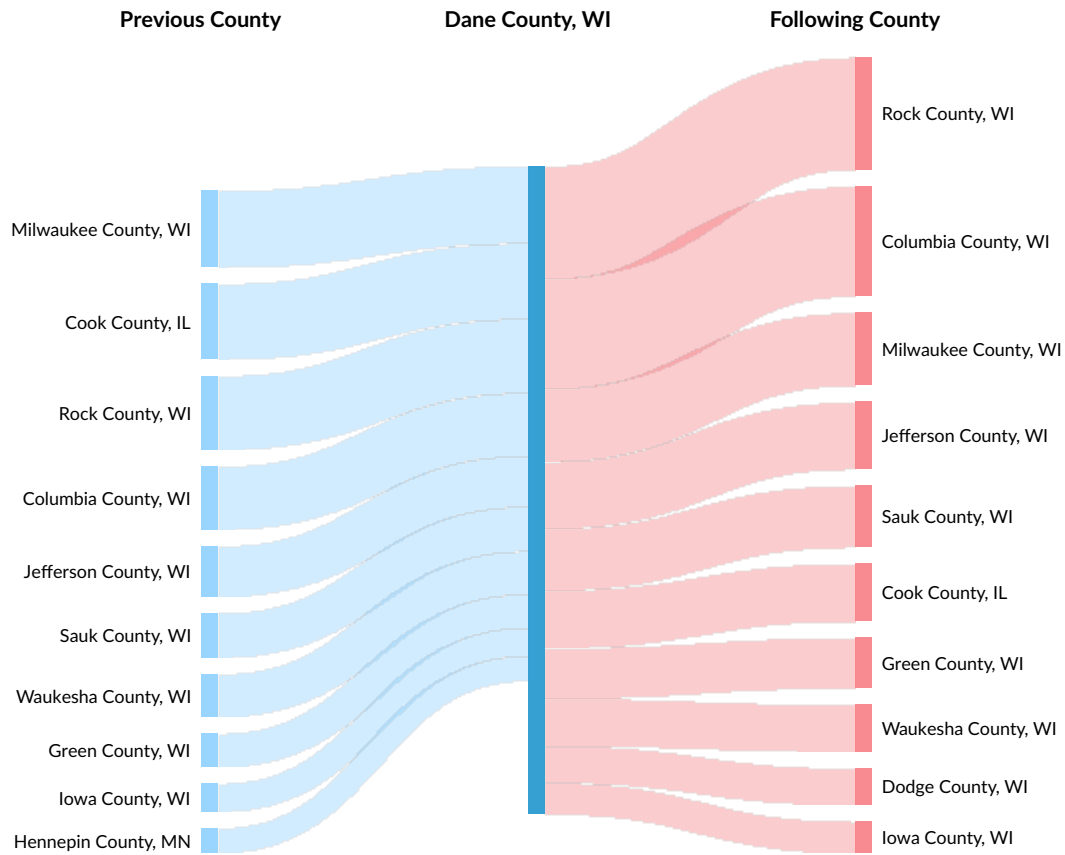 Previous County
Dane County, WI
Following County
Milwaukee County, WI
Cook County, IL
Rock County, WI
Columbia County, WI
Jefferson County, WI
Sauk County, WI
Waukesha County, WI
Green County, WI
Iowa County, WI
Hennepin County, MN
Rock County, WI
Columbia County, WI
Milwaukee County, WI
Jefferson County, WI
Sauk County, WI
Cook County, IL
Green County, WI
Waukesha County, WI
Dodge County, WI
Iowa County, WI